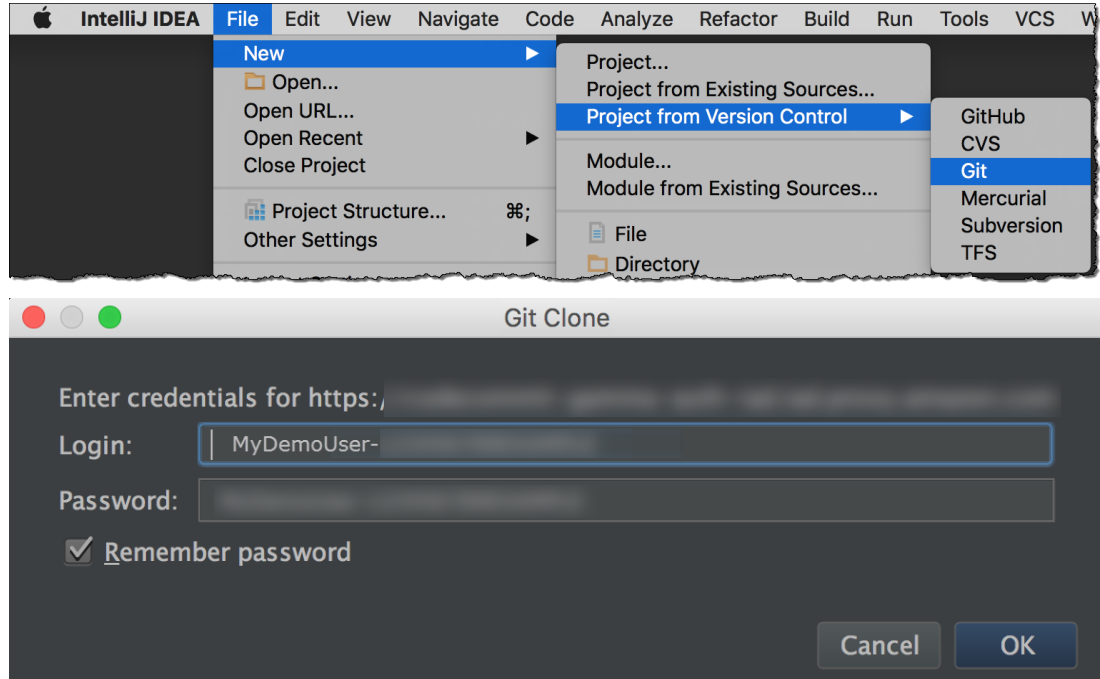 IntelliJ IDEA File Edit View Navigate Code Analyze Refactor Build Run Tools VCS
New
Open...
Open URL...
Open Recent
Close Project
Project Structure... ⌘;
Other Settings
Project...
Project from Existing Sources...
Project from Version Control
Module...
Module from Existing Sources...
File
Directory
GitHub
CVS
Git
Mercurial
Subversion
TFS
Git Clone
Enter credentials for https:/
Login: MyDemoUser-
Password:
Remember password
Cancel OK